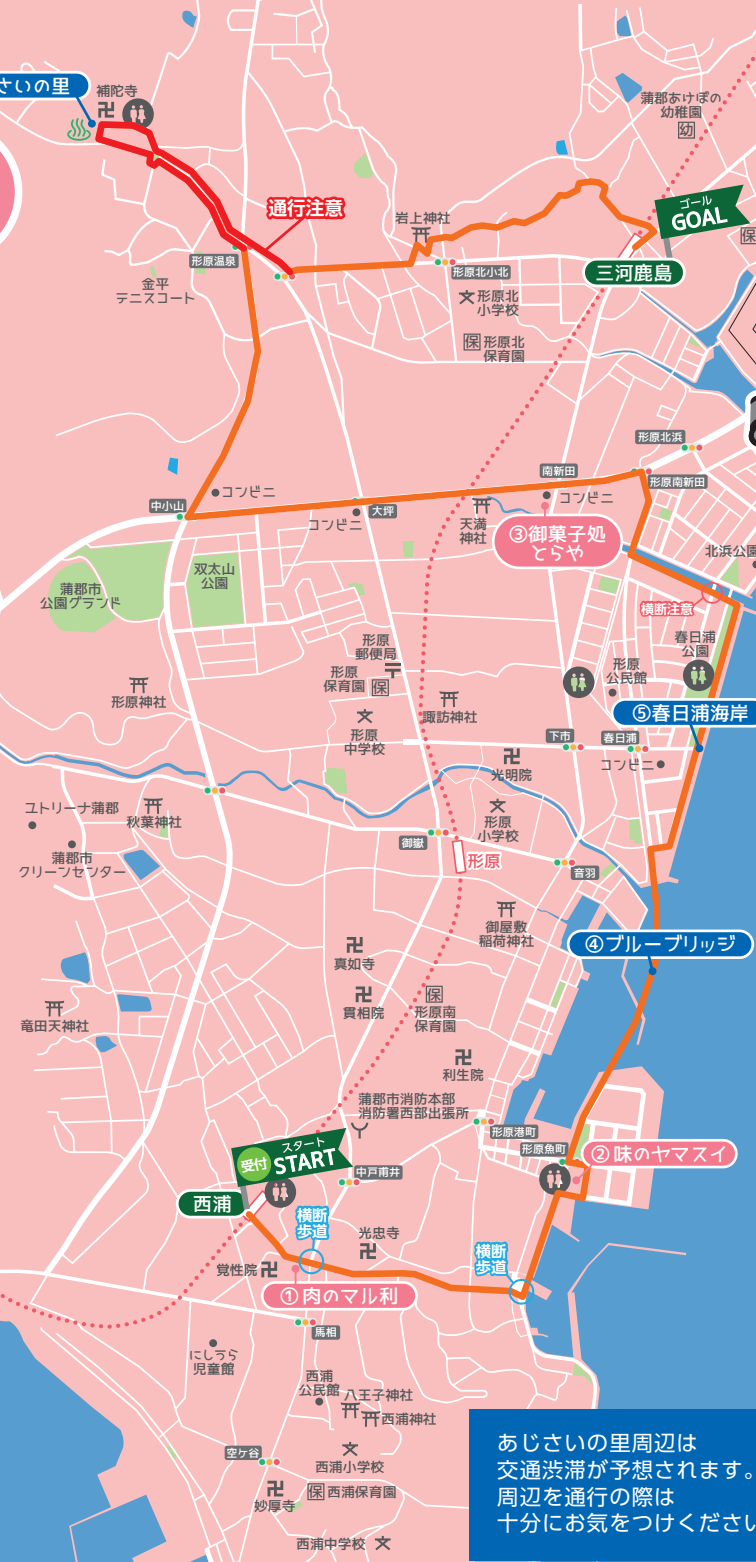 さいの里
補陀寺
蒲郡あけぼの
幼稚園
幼
ゴール
GOAL
保
通行注意
岩上神社
形原温泉
三河鹿島
金平
テニスコート
形原北小北
文 形原北
小学校
保 形原北
保育園
形原北浜
南新田
形原南新田
コンビニ
コンビニ
中小山
コンビニ
大坪
天満
神社
③御菓子処
とらや
北浜公園
双太山
公園
蒲郡市
公園グランド
横断注意
春日浦
公園
形原
郵便局
形原
保育園 保
形原
公民館
形原神社
文
形原
中学校
諏訪神社
⑤春日浦海岸
下市
春日浦
光明院
コンビニ
ユトリーナ蒲郡
秋葉神社
文
形原
小学校
御嶽
形原
蒲郡市
クリーンセンター
音羽
御屋敷
稲荷神社
④ブルーブリッジ
真如寺
貫相院
保
形原南
保育園
竜田天神社
利生院
蒲郡市消防本部
消防署西部出張所
形原港町
形原魚町
②味のヤマスイ
受付
スタート
START
中戸甫井
西浦
横断
歩道
光忠寺
横断
歩道
覚性院
①肉のマル利
馬相
にしうら
児童館
西浦
公民館
八王子神社
西浦神社
空ケ谷
文
西浦小学校
妙厚寺
保 西浦保育園
西浦中学校 文
あじさいの里周辺は
交通渋滞が予想されます。
周辺を通行の際は
十分にお気をつけください